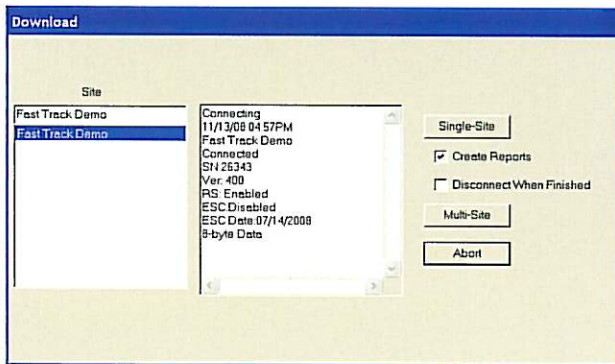 Download
Site
Fast Track Demo
Fast Track Demo
Connecting
11/13/08 04:57PM
Fast Track Demo
Connected
SN:26343
Ver: 400
RS: Enabled
ESC:Disabled
ESC Date:07/14/2008
8-byte Data
Single-Site
Create Reports
Disconnect When Finished
Multi-Site
Abort